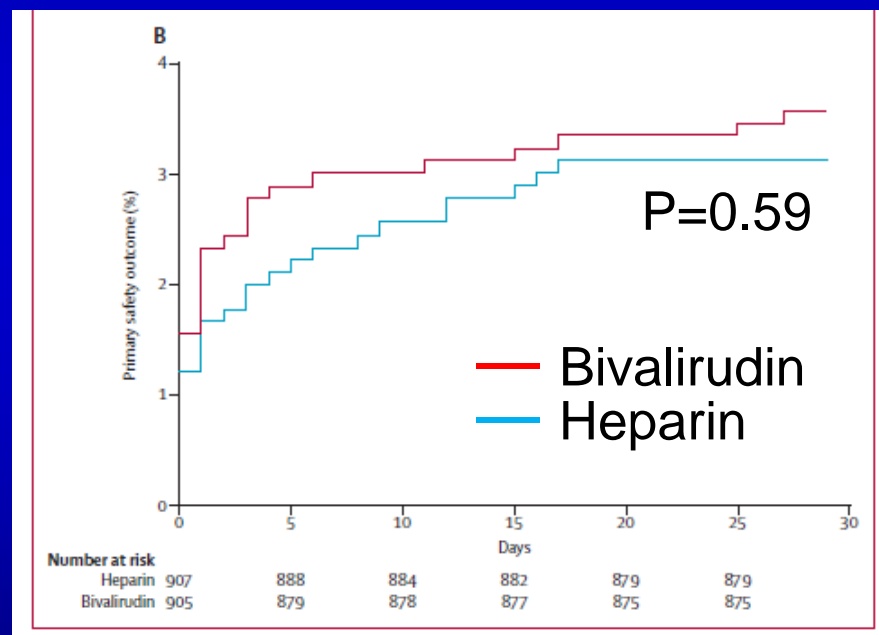 B
4
3
2
1
0
Primary safety outcome (%)
P=0.59
Bivalirudin
Heparin
0 5 10 15 20 25 30
Days
Number at risk
Heparin 907 888 884 882 879 879
Bivalirudin 905 879 878 877 875 875